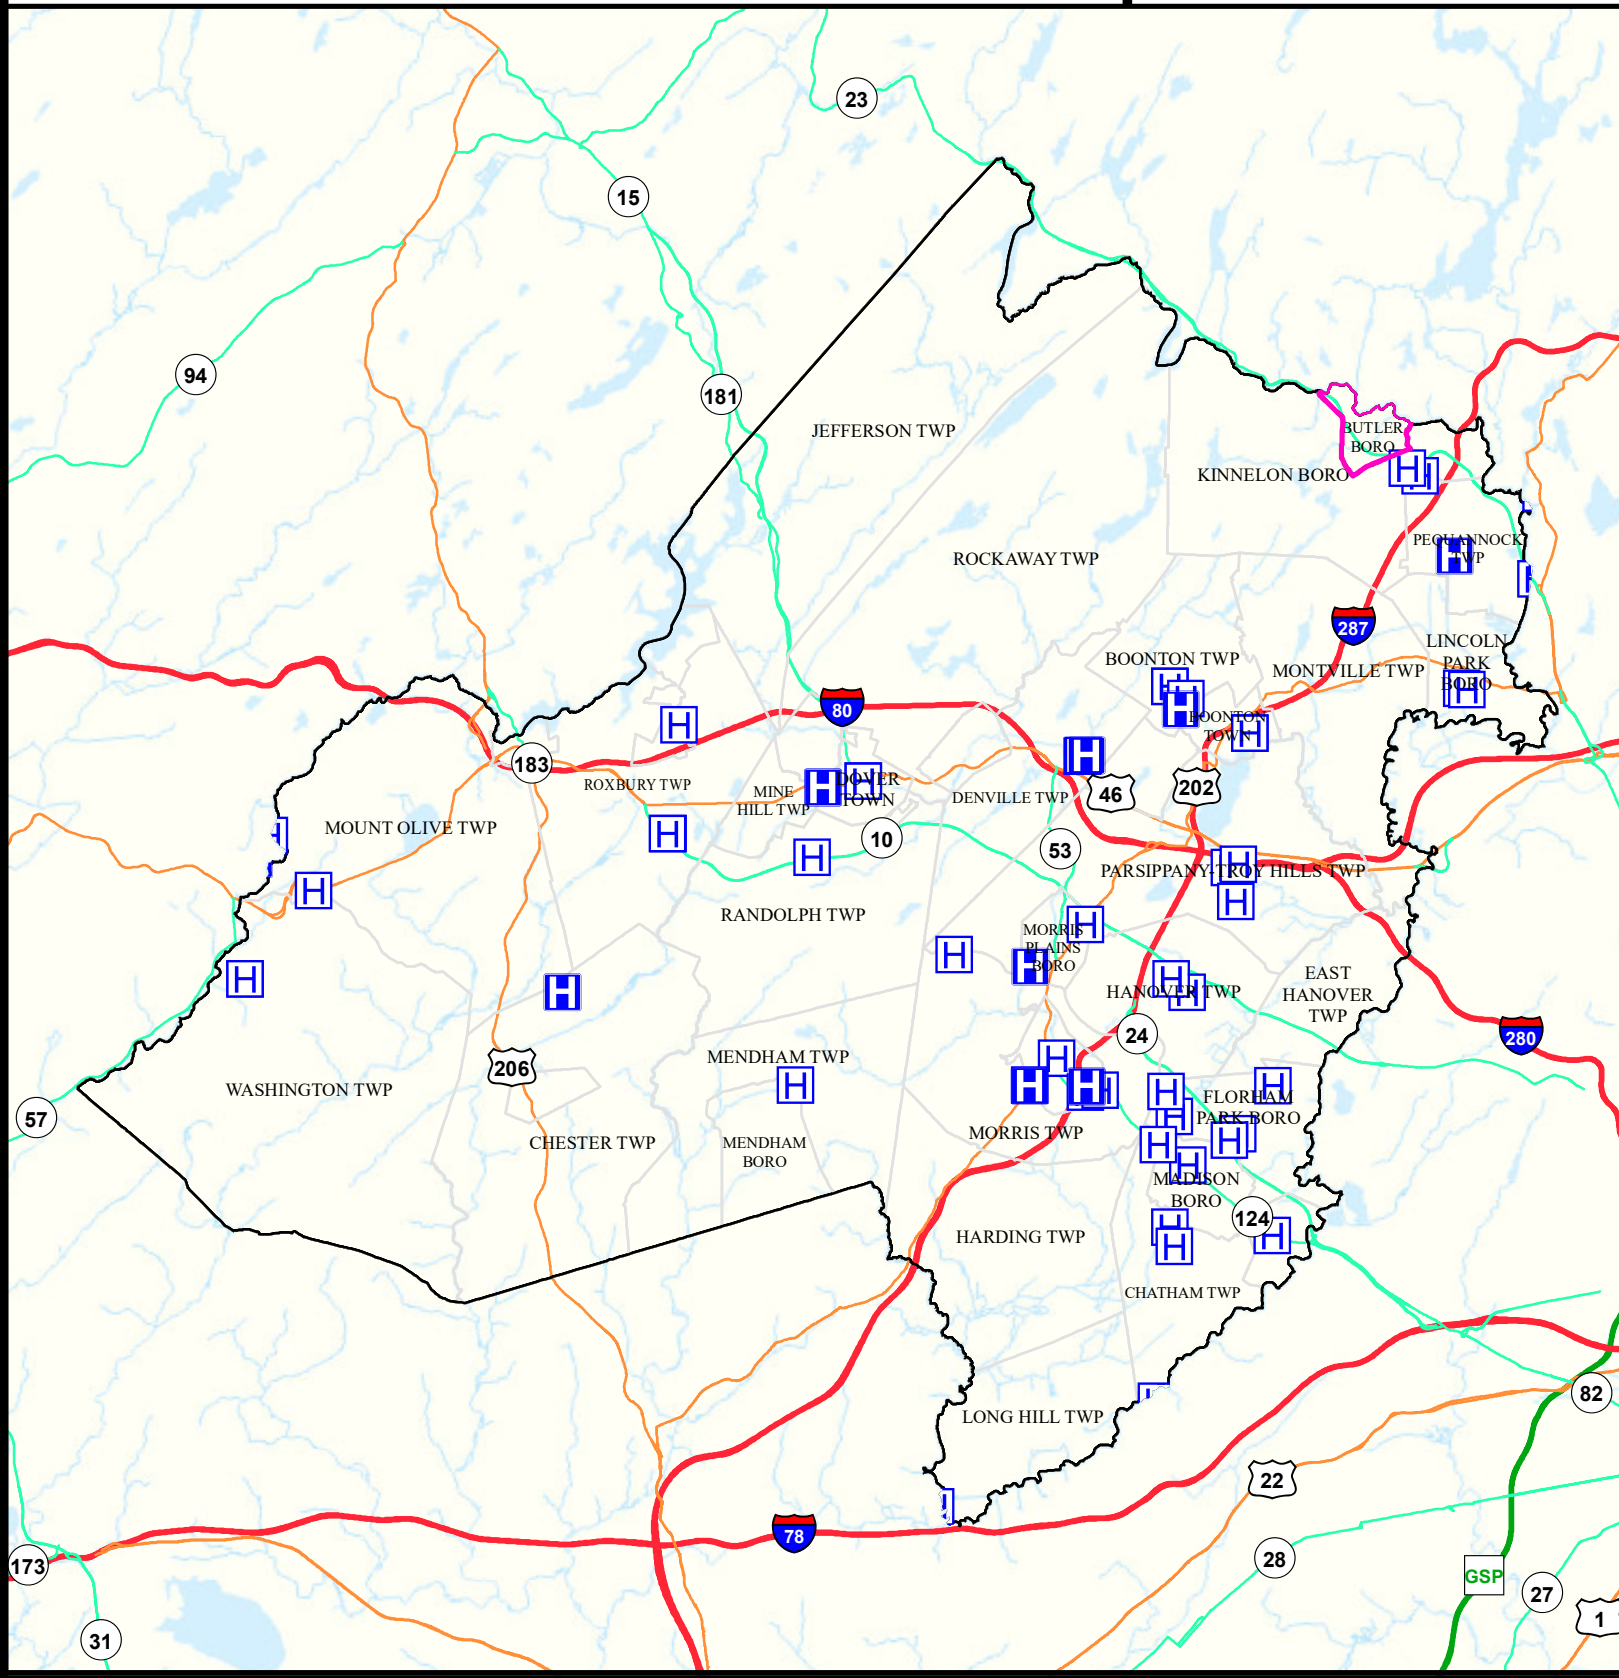 23
15
94
181
JEFFERSON TWP
BUTLER
BORO
KINNELON BORO
H
H
PEQUANNOCK
TWP
H
ROCKAWAY TWP
287
LINCOLN
PARK
BORO
H
BOONTON TWP
MONTVILLE TWP
H
H
H
BOONTON
TOWN
H
80
H
183
ROXBURY TWP
MINE
HILL TWP
H
H
DOVER
TOWN
DENVILLE TWP
H
46
202
MOUNT OLIVE TWP
H
H
10
53
H
PARSIPPANY-TROY HILLS TWP
H
H
H
RANDOLPH TWP
H
MORRIS
PLAINS
BORO
H
H
H
H
HANOVER TWP
H
H
EAST
HANOVER
TWP
24
280
206
MENDHAM TWP
H
H
H
H
H
H
H
FLORHAM
PARK BORO
WASHINGTON TWP
57
CHESTER TWP
MENDHAM
BORO
MORRIS TWP
H
H
H
H
MADISON
BORO
124
H
HARDING TWP
H
H
CHATHAM TWP
82
LONG HILL TWP
22
78
28
173
GSP
27
1
31